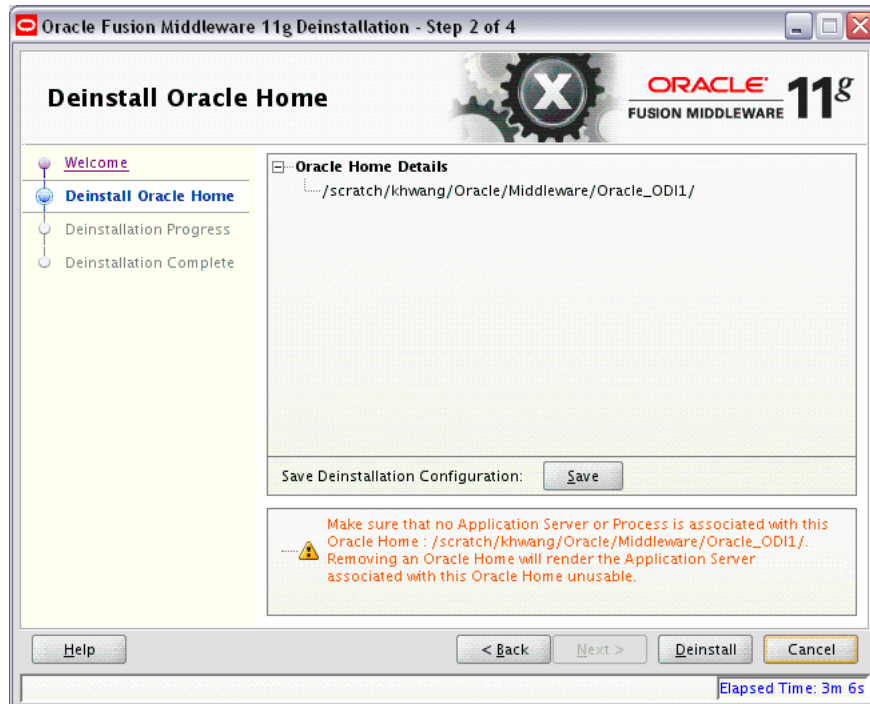 Oracle Fusion Middleware 11g Deinstallation - Step 2 of 4
Deinstall Oracle Home
ORACLE
FUSION MIDDLEWARE
11g
Welcome
Deinstall Oracle Home
Deinstallation Progress
Deinstallation Complete
Oracle Home Details
/scratch/khwang/Oracle/Middleware/Oracle_ODI1/
Save Deinstallation Configuration:
Save
Make sure that no Application Server or Process is associated with this
Oracle Home : /scratch/khwang/Oracle/Middleware/Oracle_ODI1/.
Removing an Oracle Home will render the Application Server
associated with this Oracle Home unusable.
Help
< Back
Next >
Deinstall
Cancel
Elapsed Time: 3m 6s